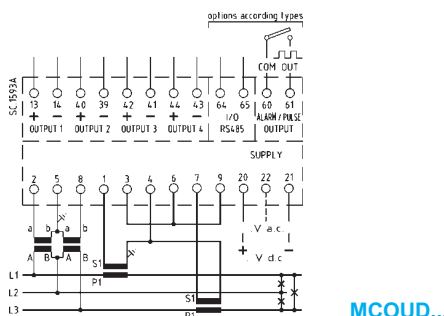 options according types
COM OUT
SC 1593A
13 14 40 39 42 41 44 43 64 65 60 61
+ − + − + − + − I/O ALARM / PULSE
OUTPUT 1 OUTPUT 2 OUTPUT 3 OUTPUT 4 RS485 OUTPUT
SUPPLY
2 5 8 1 3 4 6 7 9 20 22 21
a b a b
V a.c.
A B A B
+ −
V d.c
S1
L1
P1
L2
S1
L3
P1
MCOUD